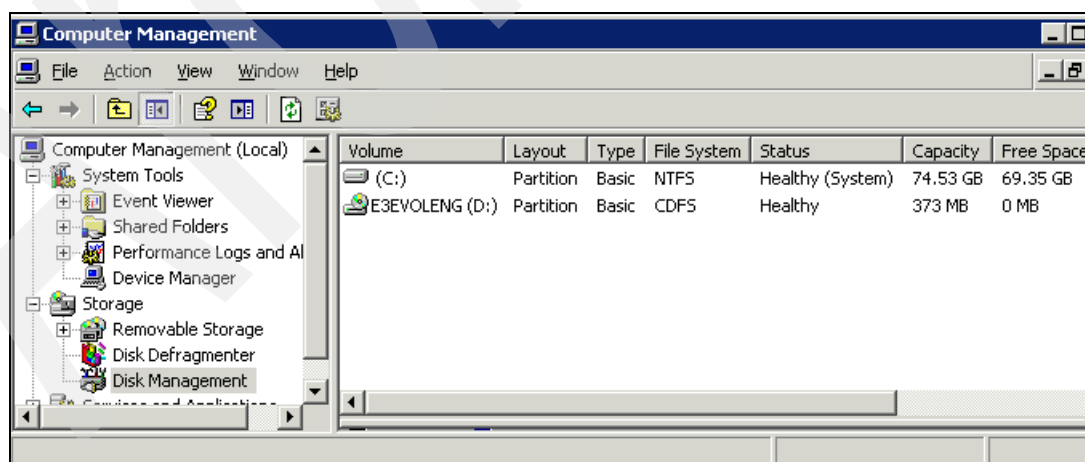 Computer Management
File Action View Window Help
Computer Management (Local)
System Tools
Event Viewer
Shared Folders
Performance Logs and Al
Device Manager
Storage
Removable Storage
Disk Defragmenter
Disk Management
Services and Applications
Volume Layout Type File System Status Capacity Free Space
(C:) Partition Basic NTFS Healthy (System) 74.53 GB 69.35 GB
E3EVOLENG (D:) Partition Basic CDFS Healthy 373 MB 0 MB